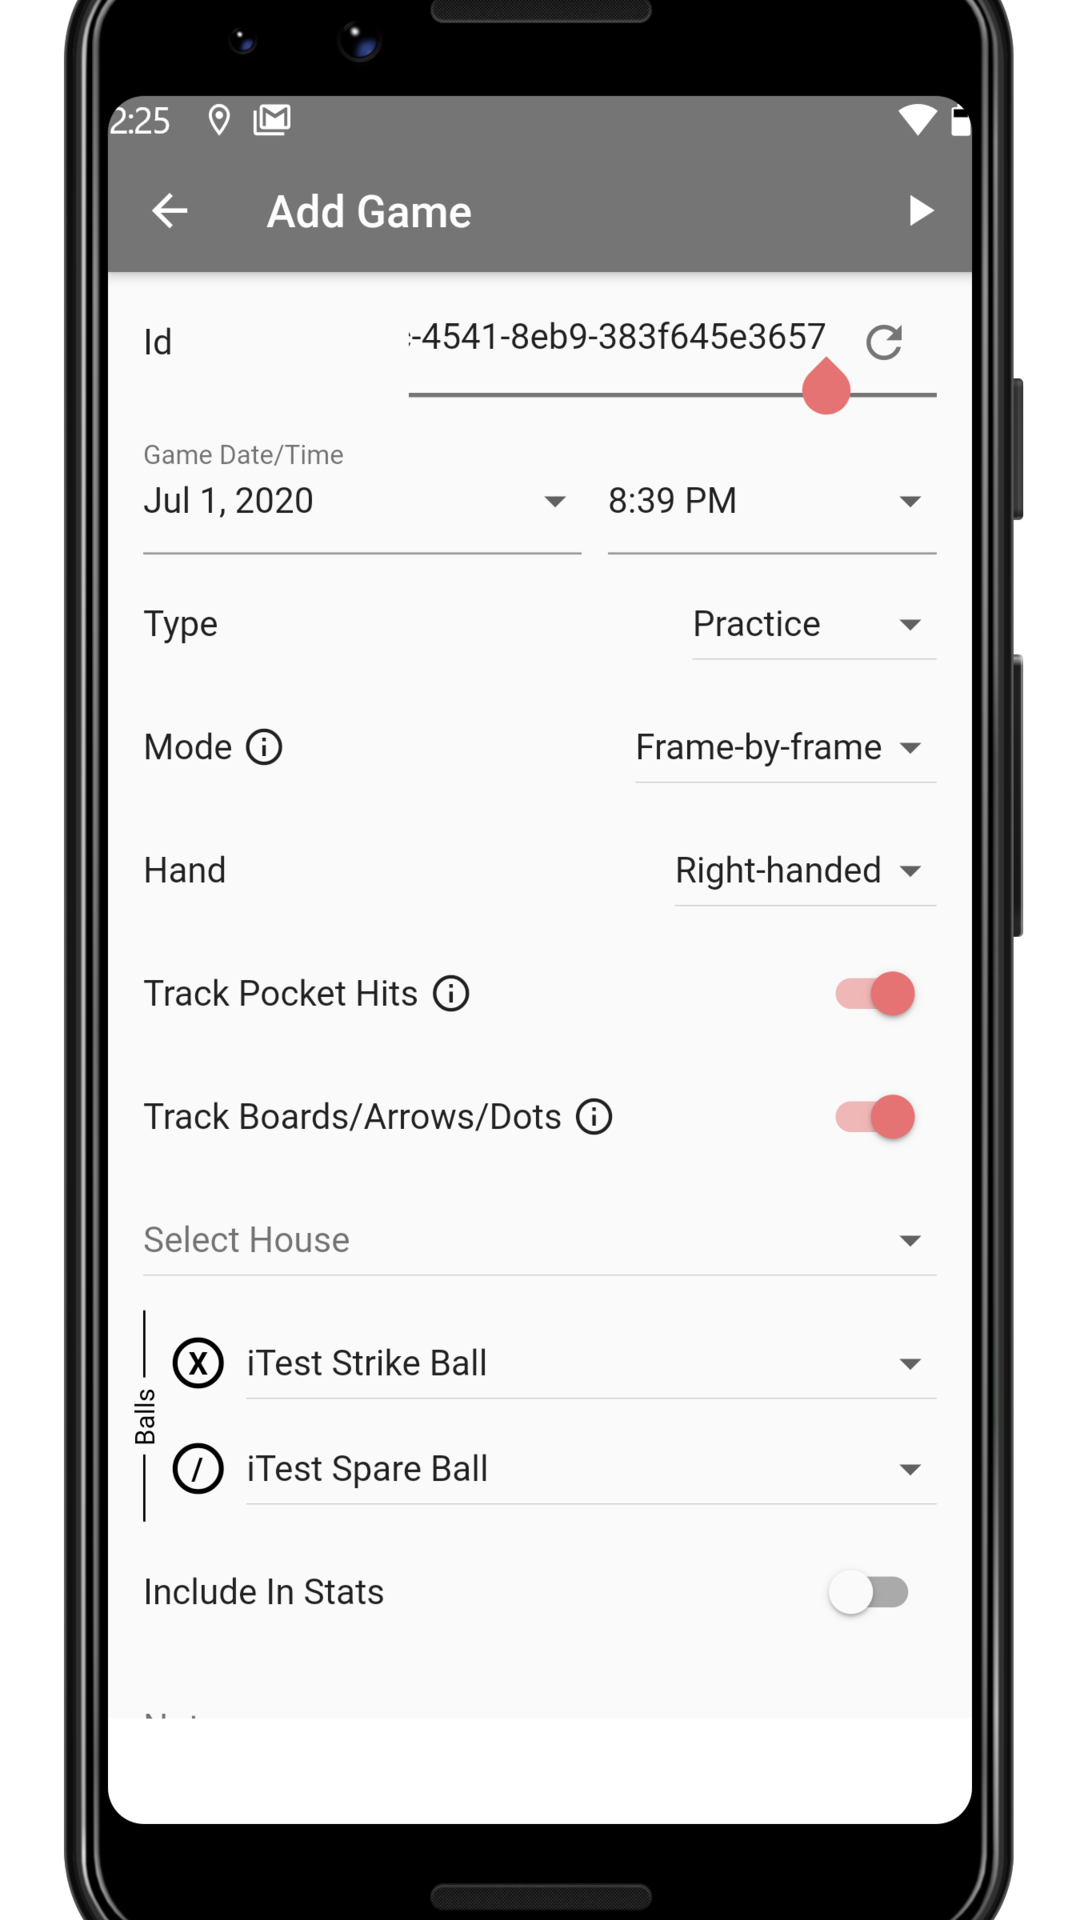 2:25
Add Game
Id
-4541-8eb9-383f645e3657
Game Date/Time
Jul 1, 2020
8:39 PM
Type
Practice
Mode
Frame-by-frame
Hand
Right-handed
Track Pocket Hits
Track Boards/Arrows/Dots
Select House
Balls
X iTest Strike Ball
/ iTest Spare Ball
Include In Stats